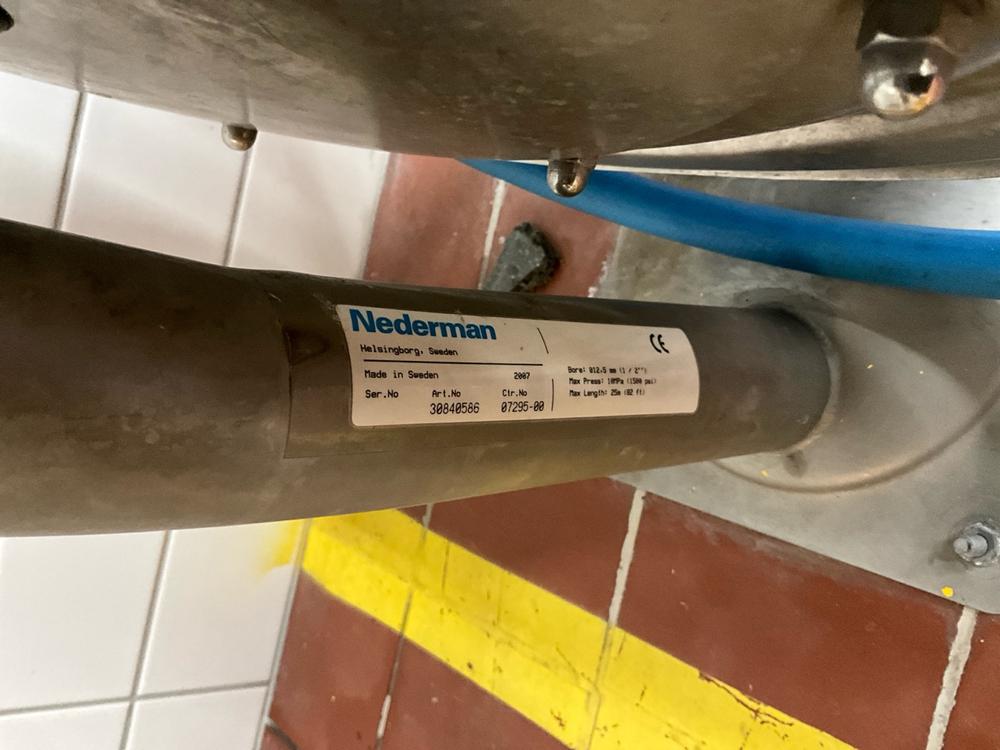 Nederman
Helsingborg, Sweden
Made in Sweden 2007
Ser.No Art.No Ctr.No
30840586 07295-00
CE
Bore: Ø12,5 mm (1 / 2"")
Max Press: 10MPa (1500 psi)
Max Length: 25m (82 ft)